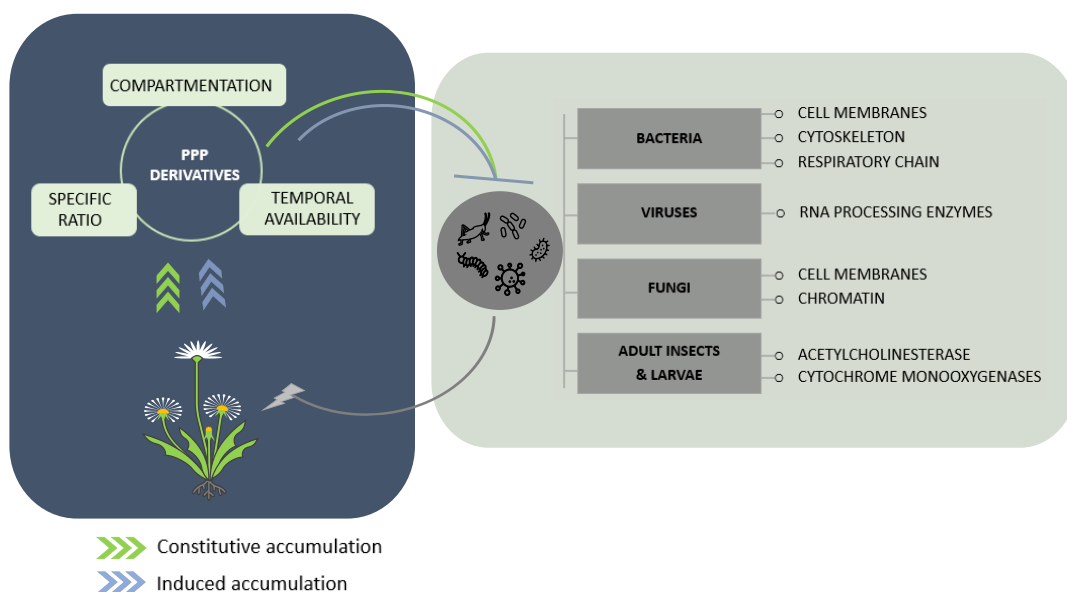 COMPARTMENTATION
PPP
DERIVATIVES
SPECIFIC
RATIO
TEMPORAL
AVAILABILITY
BACTERIA
CELL MEMBRANES
CYTOSKELETON
RESPIRATORY CHAIN
VIRUSES
RNA PROCESSING ENZYMES
FUNGI
CELL MEMBRANES
CHROMATIN
ADULT INSECTS
& LARVAE
ACETYLCHOLINESTERASE
CYTOCHROME MONOOXYGENASES
Constitutive accumulation
Induced accumulation